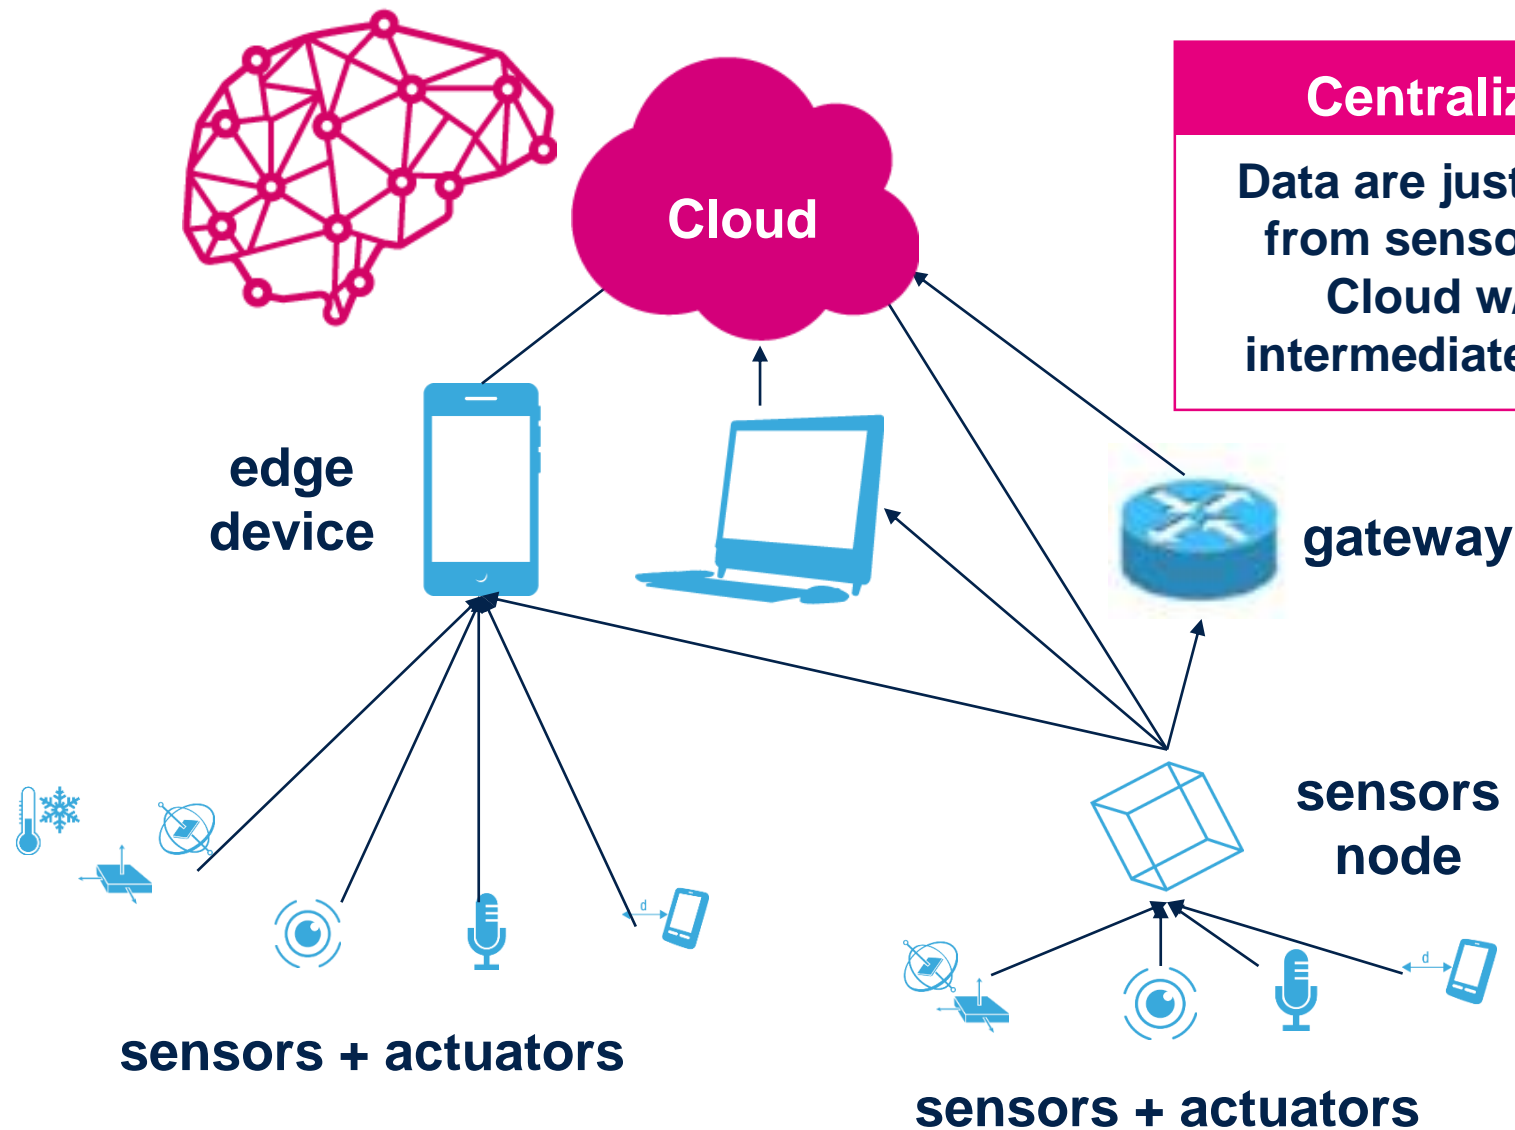 Centraliz
Data are just
from senso
Cloud w/
intermediate
Cloud
edge
device
gateway
sensors
node
d
d
sensors + actuators
sensors + actuators